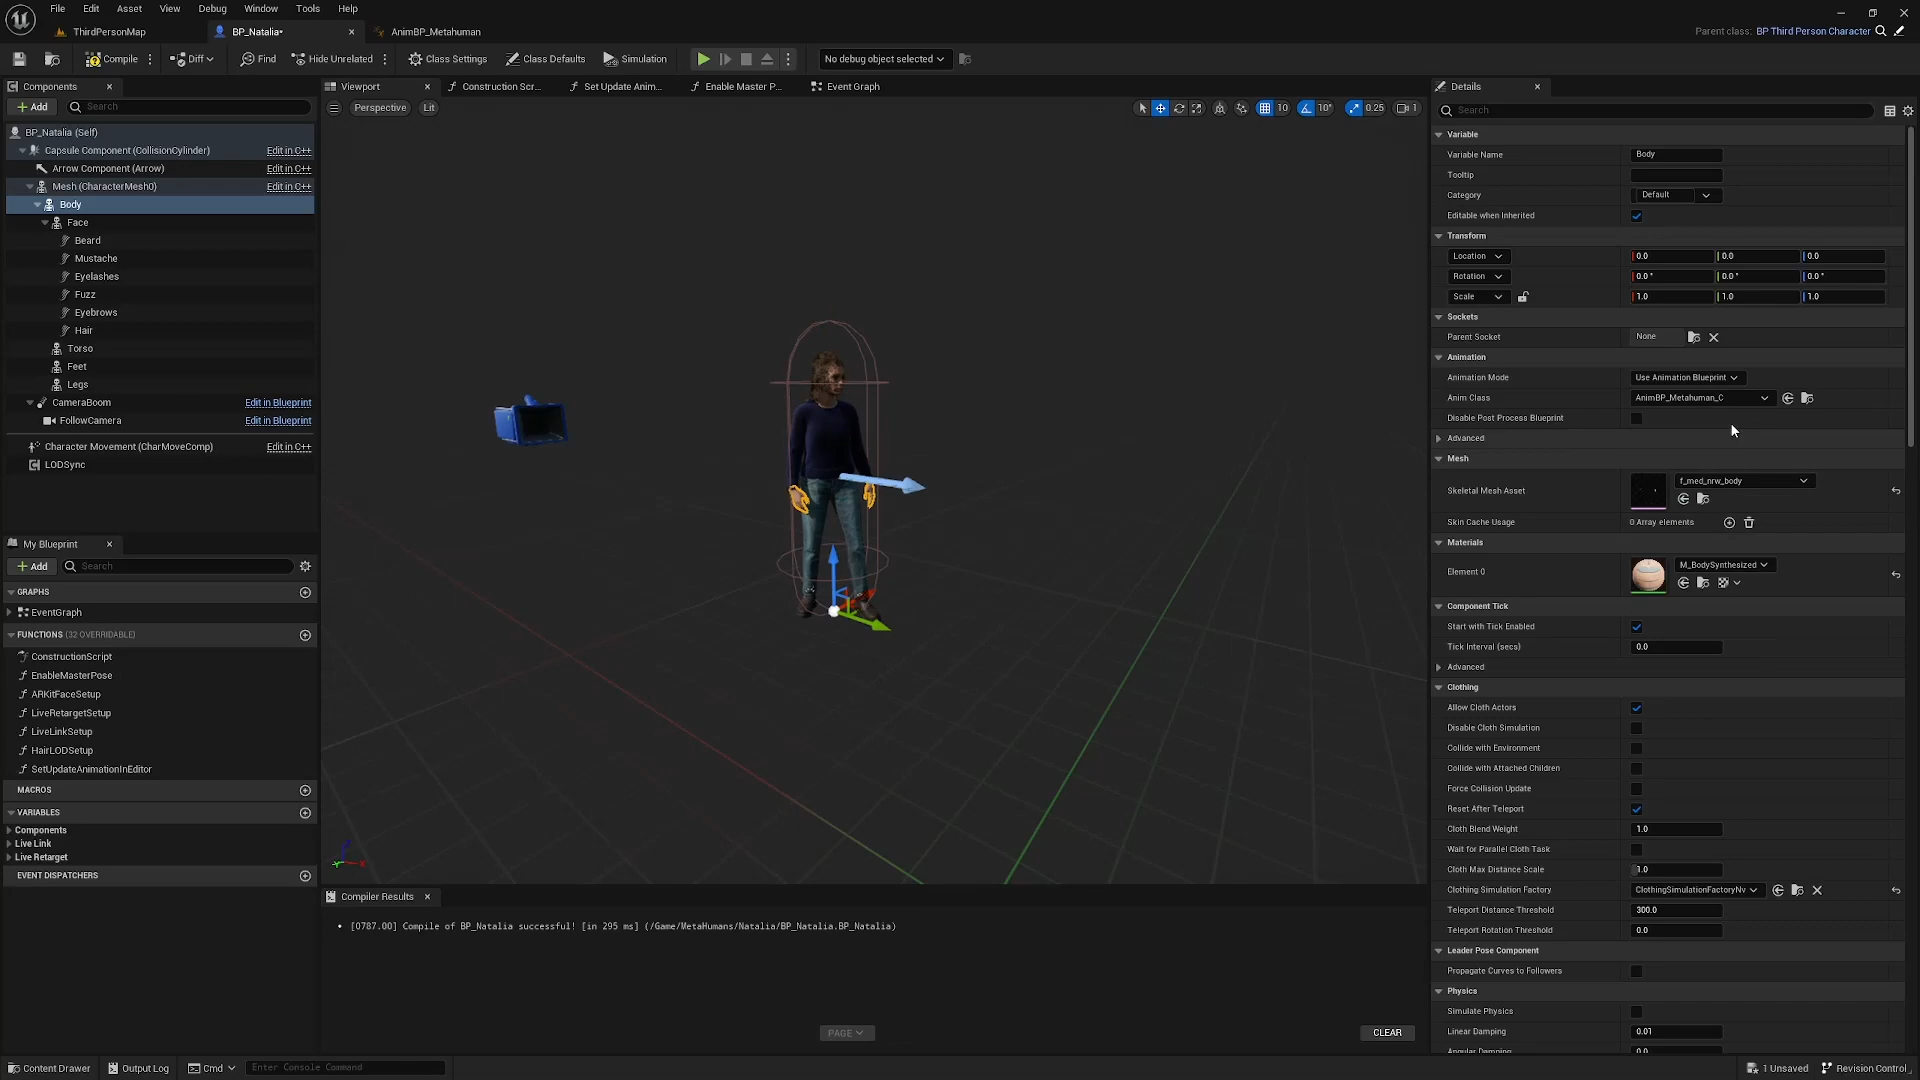 File Edit Asset View Debug Window Tools Help
ThirdPersonMap BP_Natalia• AnimBP_Metahuman
Parent class: BP Third Person Character
Compile Diff Find Hide Unrelated Class Settings Class Defaults Simulation No debug object selected
Components
Add Search
BP_Natalia (Self)
Capsule Component (CollisionCylinder) Edit in C++
Arrow Component (Arrow) Edit in C++
Mesh (CharacterMesh0) Edit in C++
Body
Face
Beard
Mustache
Eyelashes
Fuzz
Eyebrows
Hair
Torso
Feet
Legs
CameraBoom Edit in Blueprint
FollowCamera Edit in Blueprint
Character Movement (CharMoveComp) Edit in C++
LODSync
My Blueprint
Add Search
GRAPHS
EventGraph
FUNCTIONS (32 OVERRIDABLE)
ConstructionScript
EnableMasterPose
ARKitFaceSetup
LiveRetargetSetup
LiveLinkSetup
HairLODSetup
SetUpdateAnimationInEditor
MACROS
VARIABLES
Components
Live Link
Live Retarget
EVENT DISPATCHERS
Viewport Construction Scr... Set Update Anim... Enable Master P... Event Graph
Perspective Lit 10 10° 0.25 1
Compiler Results
• [0787.00] Compile of BP_Natalia successful! [in 295 ms] (/Game/MetaHumans/Natalia/BP_Natalia.BP_Natalia)
PAGE CLEAR
Details
Search
Variable
Variable Name Body
Tooltip
Category Default
Editable when Inherited
Transform
Location 0.0 0.0 0.0
Rotation 0.0 ° 0.0 ° 0.0 °
Scale 1.0 1.0 1.0
Sockets
Parent Socket None
Animation
Animation Mode Use Animation Blueprint
Anim Class AnimBP_Metahuman_C
Disable Post Process Blueprint
Advanced
Mesh
Skeletal Mesh Asset f_med_nrw_body
Skin Cache Usage 0 Array elements
Materials
Element 0 M_BodySynthesized
Component Tick
Start with Tick Enabled
Tick Interval (secs) 0.0
Advanced
Clothing
Allow Cloth Actors
Disable Cloth Simulation
Collide with Environment
Collide with Attached Children
Force Collision Update
Reset After Teleport
Cloth Blend Weight 1.0
Wait for Parallel Cloth Task
Cloth Max Distance Scale 1.0
Clothing Simulation Factory ClothingSimulationFactoryNv
Teleport Distance Threshold 300.0
Teleport Rotation Threshold 0.0
Leader Pose Component
Propagate Curves to Followers
Physics
Simulate Physics
Linear Damping 0.01
Angular Damping 0.0
Content Drawer Output Log Cmd Enter Console Command 1 Unsaved Revision Control